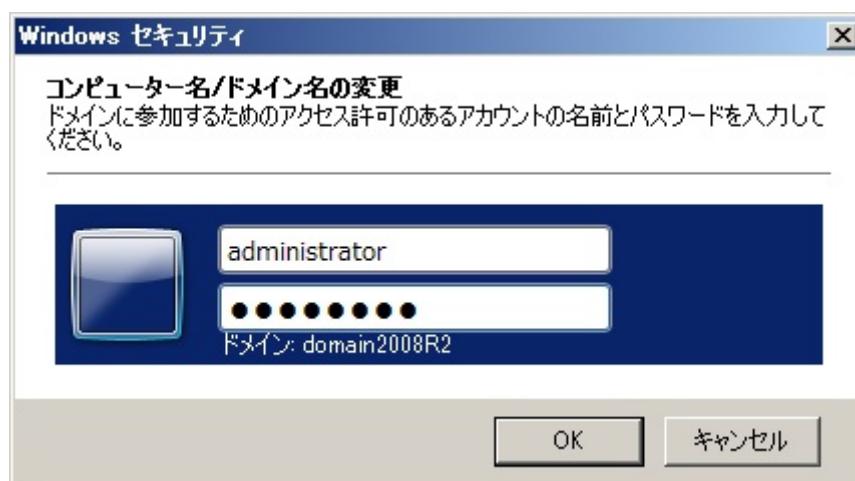 Windows セキュリティ
コンピューター名/ドメイン名の変更
ドメインに参加するためのアクセス許可のあるアカウントの名前とパスワードを入力して
ください。
administrator
●●●●●●●●
ドメイン: domain2008R2
OK キャンセル